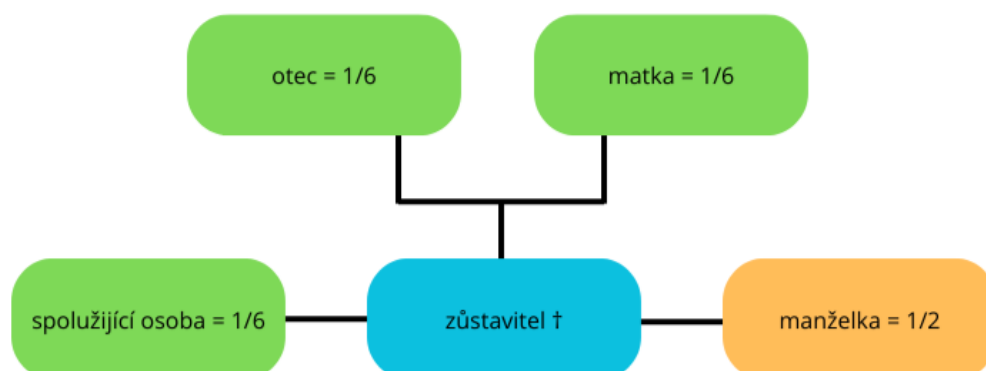 otec = 1/6
matka = 1/6
spolužijící osoba = 1/6
zůstavitel †
manželka = 1/2